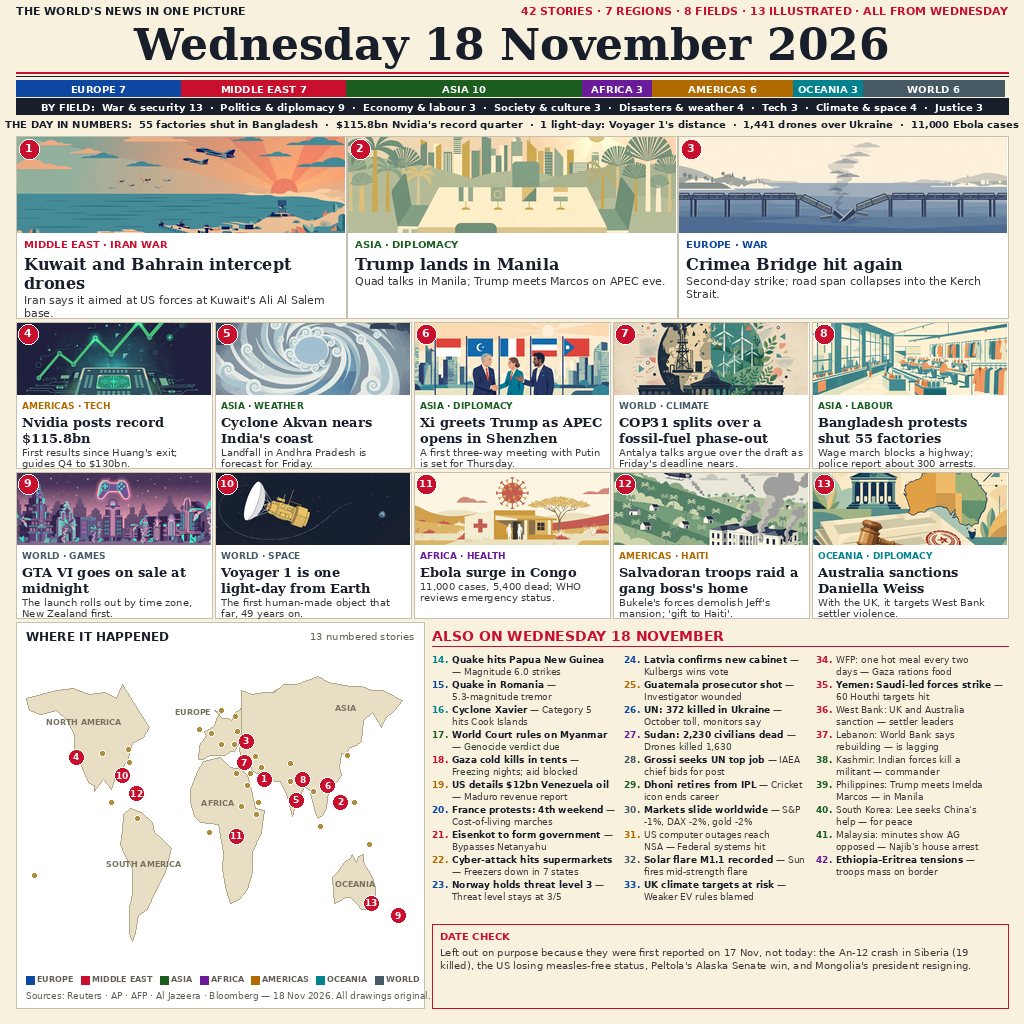 THE WORLD'S NEWS IN ONE PICTURE
42 STORIES · 7 REGIONS · 8 FIELDS · 13 ILLUSTRATED · ALL FROM WEDNESDAY
Wednesday 18 November 2026
EUROPE 7
MIDDLE EAST 7
ASIA 10
AFRICA 3
AMERICAS 6
OCEANIA 3
WORLD 6
BY FIELD: War & security 13 · Politics & diplomacy 9 · Economy & labour 3 · Society & culture 3 · Disasters & weather 4 · Tech 3 · Climate & space 4 · Justice 3
THE DAY IN NUMBERS: 55 factories shut in Bangladesh · $115.8bn Nvidia's record quarter · 1 light-day: Voyager 1's distance · 1,441 drones over Ukraine · 11,000 Ebola cases
1
MIDDLE EAST · IRAN WAR
Kuwait and Bahrain intercept
drones
Iran says it aimed at US forces at Kuwait's Ali Al Salem
base.
2
ASIA · DIPLOMACY
Trump lands in Manila
Quad talks in Manila; Trump meets Marcos on APEC eve.
3
EUROPE · WAR
Crimea Bridge hit again
Second-day strike; road span collapses into the Kerch
Strait.
4
AMERICAS · TECH
Nvidia posts record
$115.8bn
First results since Huang's exit;
guides Q4 to $130bn.
5
ASIA · WEATHER
Cyclone Akvan nears
India's coast
Landfall in Andhra Pradesh is
forecast for Friday.
6
ASIA · DIPLOMACY
Xi greets Trump as APEC
opens in Shenzhen
A first three-way meeting with Putin
is set for Thursday.
7
WORLD · CLIMATE
COP31 splits over a
fossil-fuel phase-out
Antalya talks argue over the draft as
Friday's deadline nears.
8
ASIA · LABOUR
Bangladesh protests
shut 55 factories
Wage march blocks a highway;
police report about 300 arrests.
9
WORLD · GAMES
GTA VI goes on sale at
midnight
The launch rolls out by time zone,
New Zealand first.
10
WORLD · SPACE
Voyager 1 is one
light-day from Earth
The first human-made object that
far, 49 years on.
11
AFRICA · HEALTH
Ebola surge in Congo
11,000 cases, 5,400 dead; WHO
reviews emergency status.
12
AMERICAS · HAITI
Salvadoran troops raid a
gang boss's home
Bukele's forces demolish Jeff's
mansion; 'gift to Haiti'.
13
OCEANIA · DIPLOMACY
Australia sanctions
Daniella Weiss
With the UK, it targets West Bank
settler violence.
WHERE IT HAPPENED
13 numbered stories
NORTH AMERICA
EUROPE
ASIA
AFRICA
SOUTH AMERICA
OCEANIA
4
10
12
3
7
1
8
5
6
2
11
13
9
EUROPE
MIDDLE EAST
ASIA
AFRICA
AMERICAS
OCEANIA
WORLD
Sources: Reuters · AP · AFP · Al Jazeera · Bloomberg — 18 Nov 2026. All drawings original.
ALSO ON WEDNESDAY 18 NOVEMBER
14. Quake hits Papua New Guinea
— Magnitude 6.0 strikes
15. Quake in Romania —
5.3-magnitude tremor
16. Cyclone Xavier — Category 5
hits Cook Islands
17. World Court rules on Myanmar
— Genocide verdict due
18. Gaza cold kills in tents —
Freezing nights; aid blocked
19. US details $12bn Venezuela oil
— Maduro revenue report
20. France protests: 4th weekend —
Cost-of-living marches
21. Eisenkot to form government —
Bypasses Netanyahu
22. Cyber-attack hits supermarkets
— Freezers down in 7 states
23. Norway holds threat level 3 —
Threat level stays at 3/5
24. Latvia confirms new cabinet —
Kulbergs wins vote
25. Guatemala prosecutor shot —
Investigator wounded
26. UN: 372 killed in Ukraine —
October toll, monitors say
27. Sudan: 2,230 civilians dead —
Drones killed 1,630
28. Grossi seeks UN top job — IAEA
chief bids for post
29. Dhoni retires from IPL — Cricket
icon ends career
30. Markets slide worldwide — S&P
-1%, DAX -2%, gold -2%
31. US computer outages reach
NSA — Federal systems hit
32. Solar flare M1.1 recorded — Sun
fires mid-strength flare
33. UK climate targets at risk —
Weaker EV rules blamed
34. WFP: one hot meal every two
days — Gaza rations food
35. Yemen: Saudi-led forces strike —
60 Houthi targets hit
36. West Bank: UK and Australia
sanction — settler leaders
37. Lebanon: World Bank says
rebuilding — is lagging
38. Kashmir: Indian forces kill a
militant — commander
39. Philippines: Trump meets Imelda
Marcos — in Manila
40. South Korea: Lee seeks China's
help — for peace
41. Malaysia: minutes show AG
opposed — Najib's house arrest
42. Ethiopia-Eritrea tensions —
troops mass on border
DATE CHECK
Left out on purpose because they were first reported on 17 Nov, not today: the An-12 crash in Siberia (19
killed), the US losing measles-free status, Peltola's Alaska Senate win, and Mongolia's president resigning.